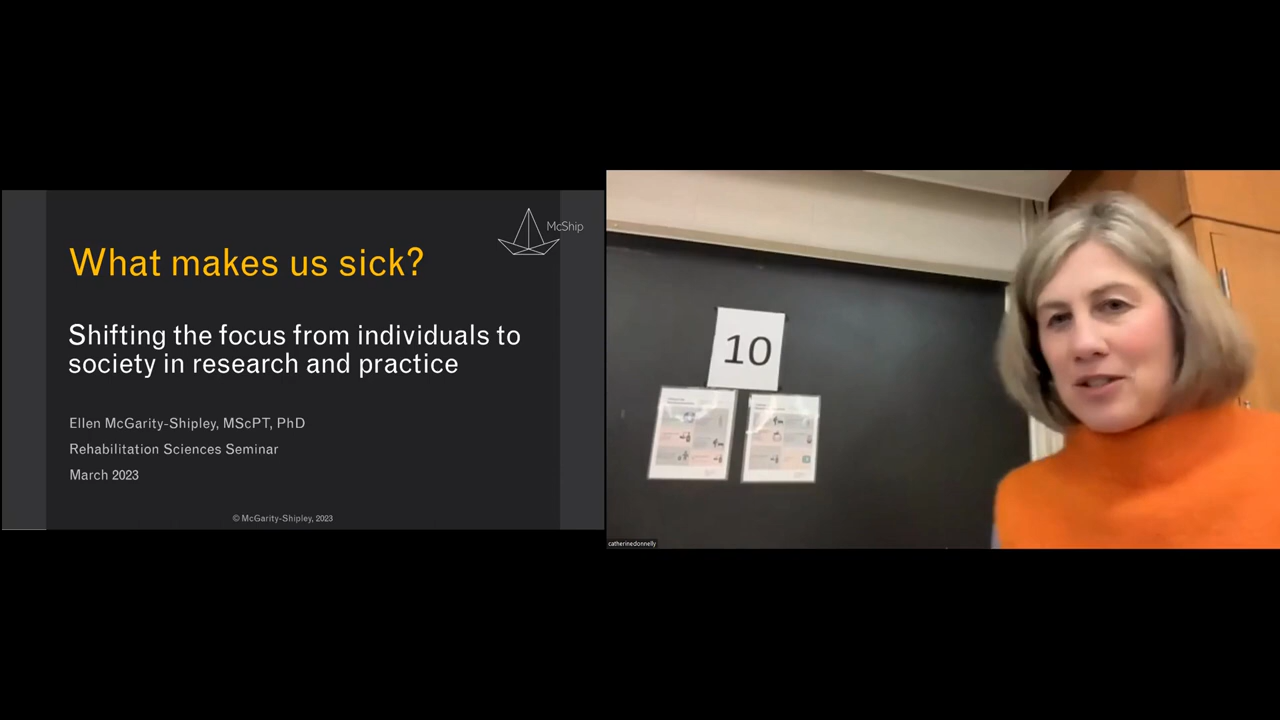 McShip
What makes us sick?
Shifting the focus from individuals to
society in research and practice
Ellen McGarity-Shipley, MScPT, PhD
Rehabilitation Sciences Seminar
March 2023
© McGarity-Shipley, 2023
10
catherinedonnelly